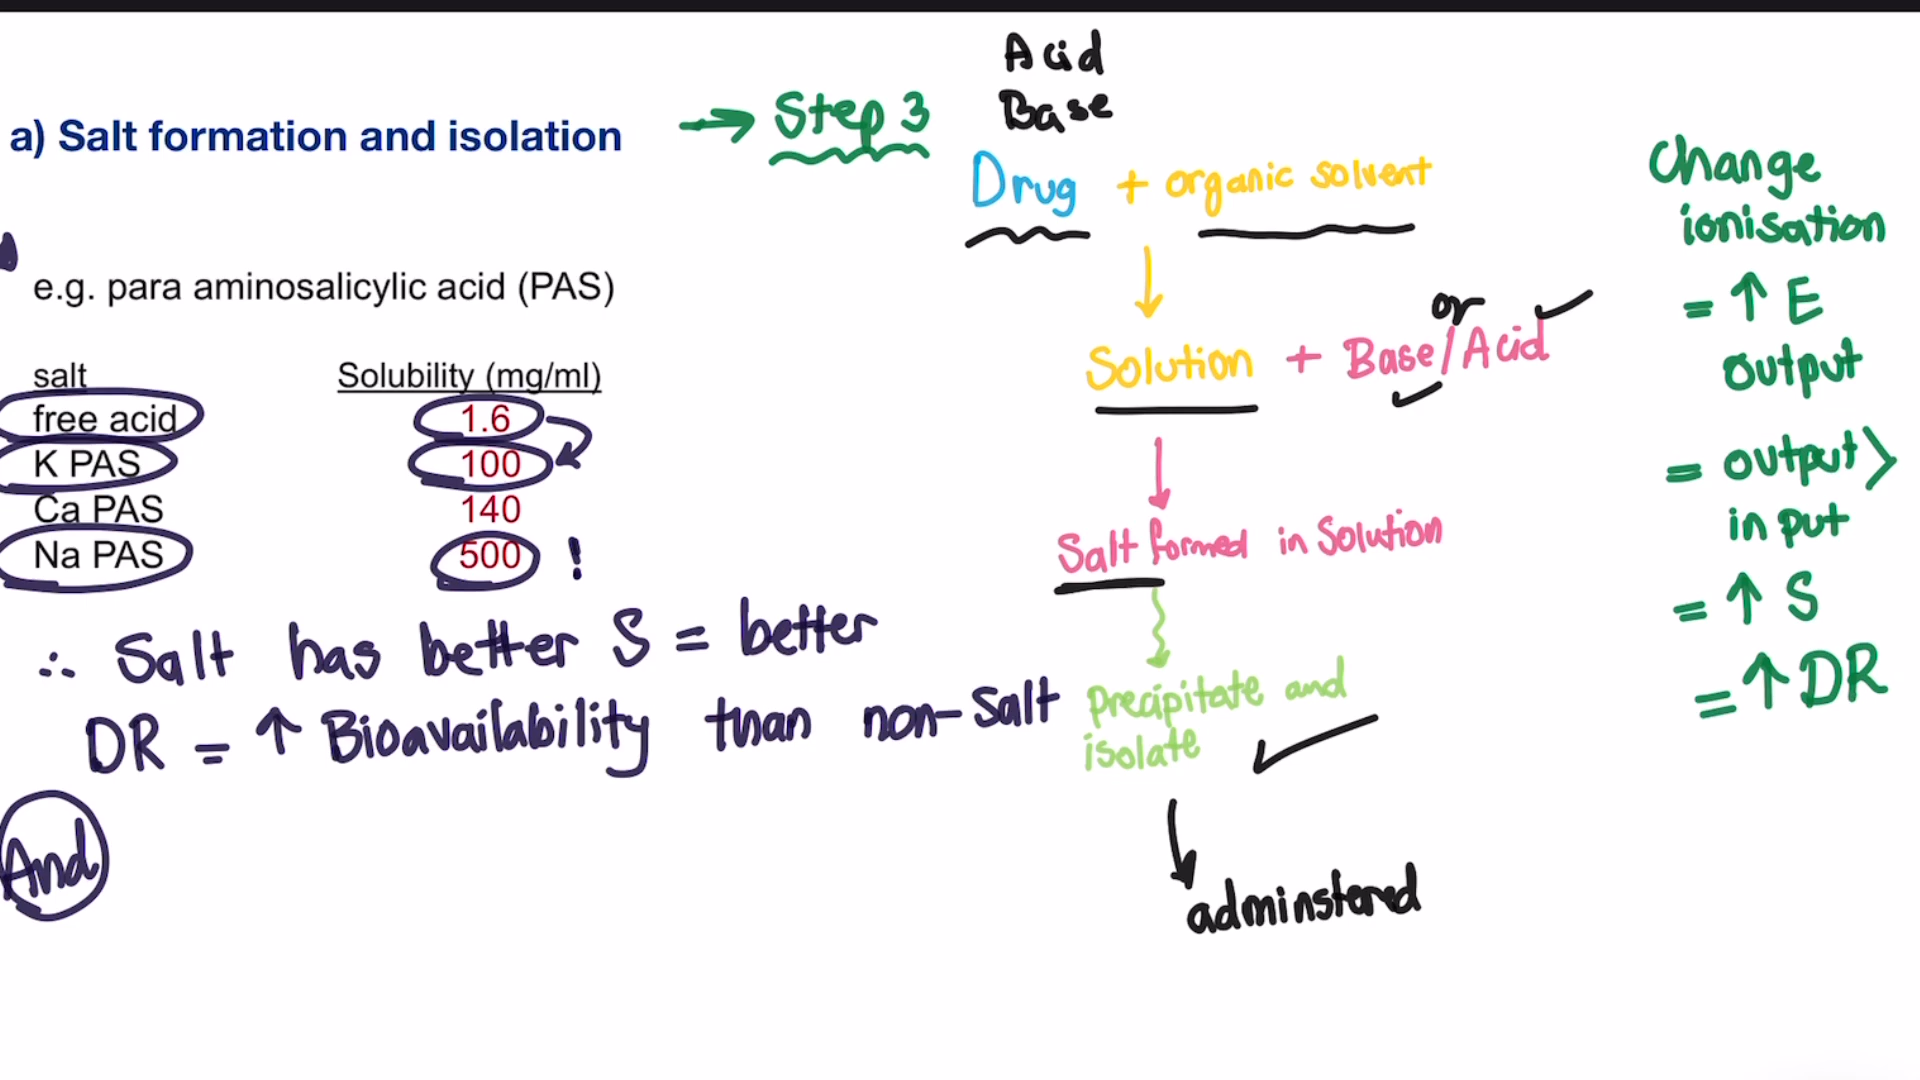 a) Salt formation and isolation → Step 3
e.g. para aminosalicylic acid (PAS)
salt Solubility (mg/ml)
free acid 1.6
K PAS 100
Ca PAS 140
Na PAS 500 !
∴ Salt has better S = better
DR = ↑ Bioavailability than non-salt
And
Acid
Base
Drug + organic solvent
or
Solution + Base/Acid
Salt formed in Solution
Precipitate and
isolate
adminstered
Change
ionisation
= ↑ E
output
= output >
in put
= ↑ S
= ↑ DR